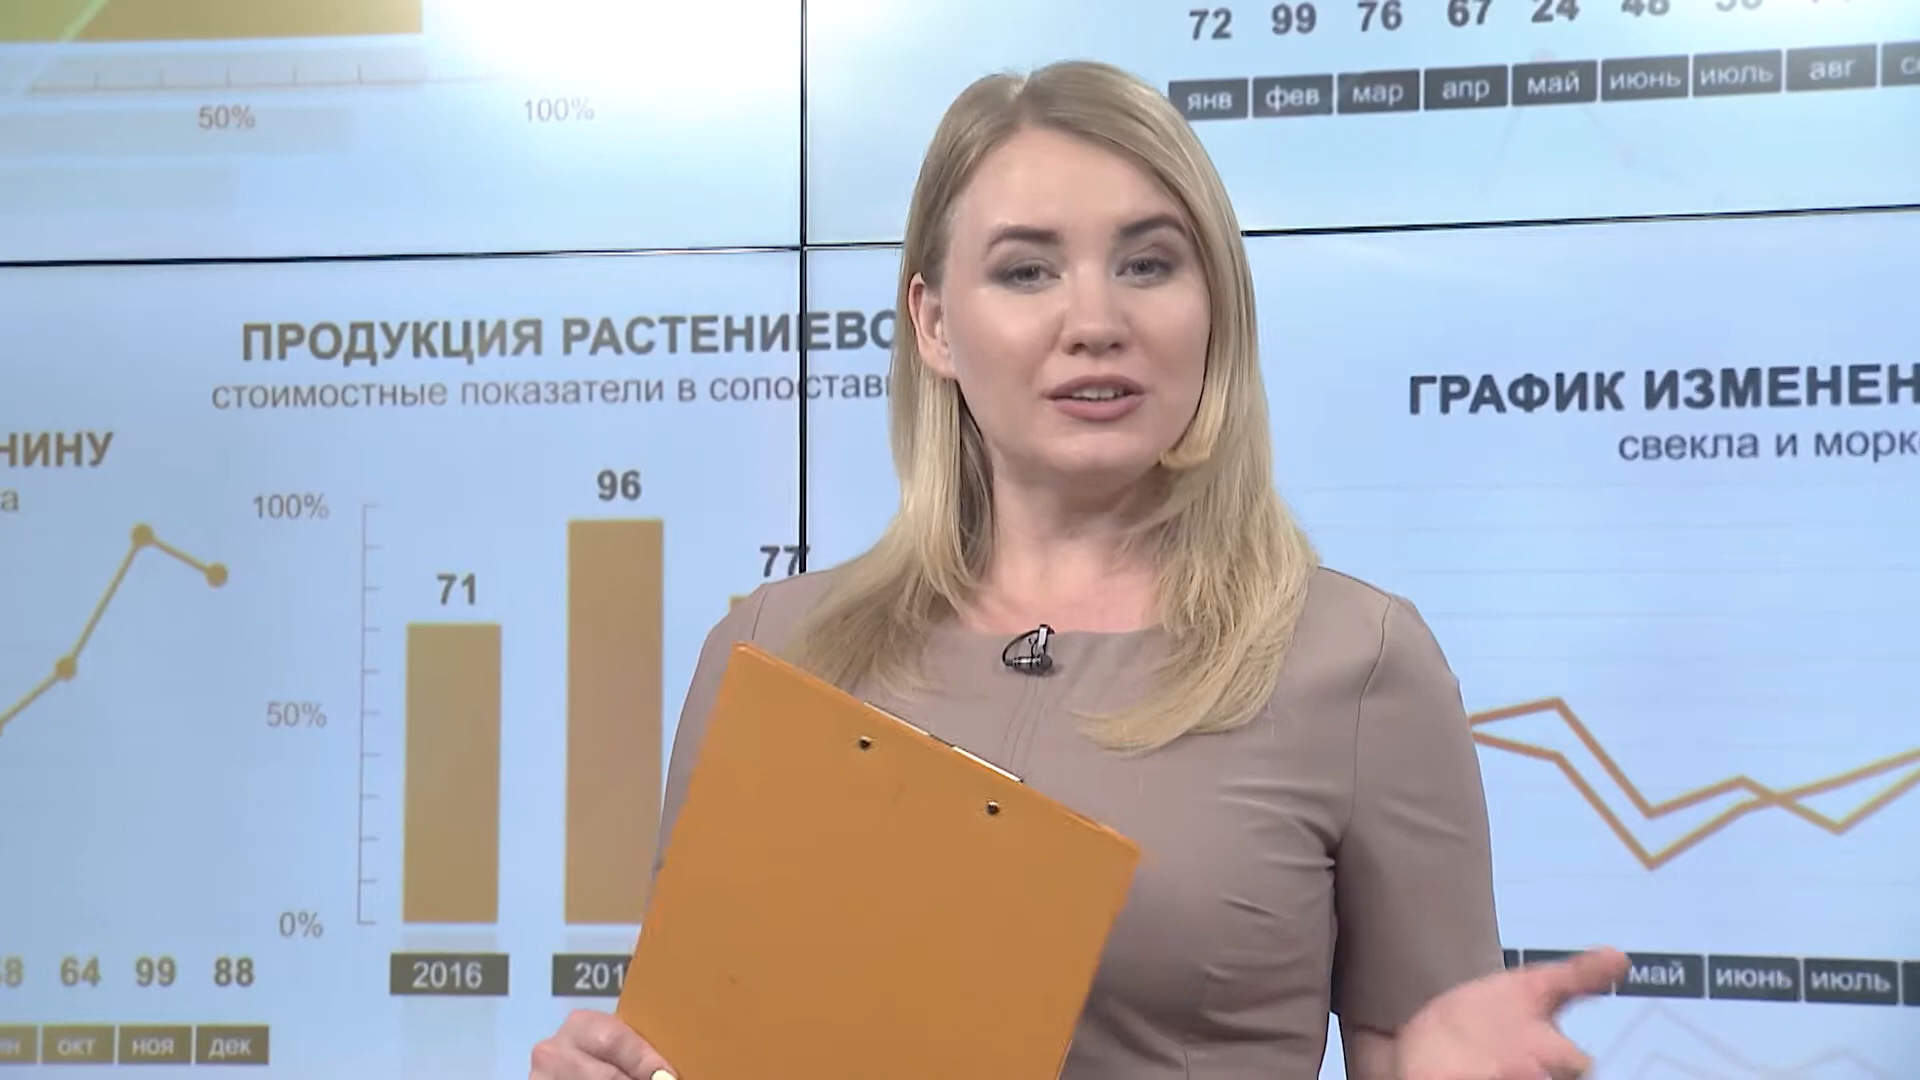 50% 100%
72 99 76 67 24 48
янв фев мар апр май июнь июль авг
ПРОДУКЦИЯ РАСТЕНИЕВО
стоимостные показатели в сопостав
НИНУ
а
100%
50%
0%
71 96 77
2016 201
64 99 88
окт ноя дек
ГРАФИК ИЗМЕНЕН
свекла и морк
май июнь июль